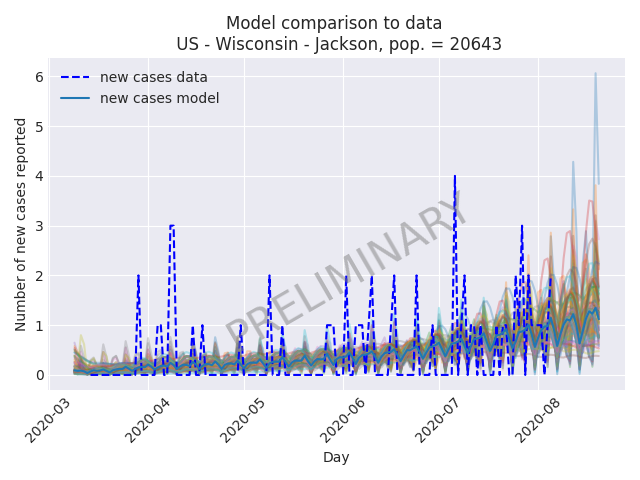 Model comparison to data
US - Wisconsin - Jackson, pop. = 20643
new cases data
new cases model
PRELIMINARY
Number of new cases reported
6
5
4
3
2
1
0
2020-03
2020-04
2020-05
2020-06
2020-07
2020-08
Day